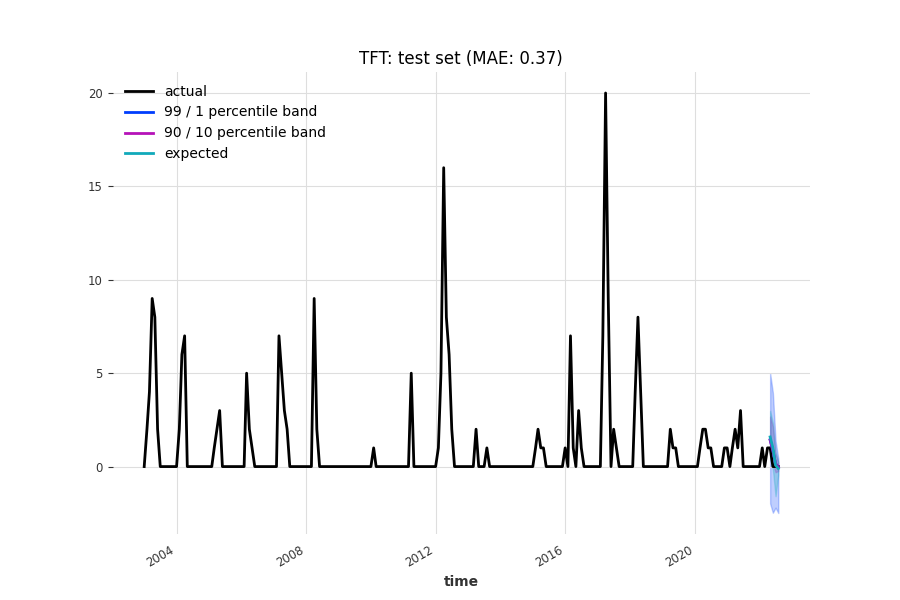 TFT: test set (MAE: 0.37)
actual
99 / 1 percentile band
90 / 10 percentile band
expected
20
15
10
5
0
2004
2008
2012
2016
2020
time